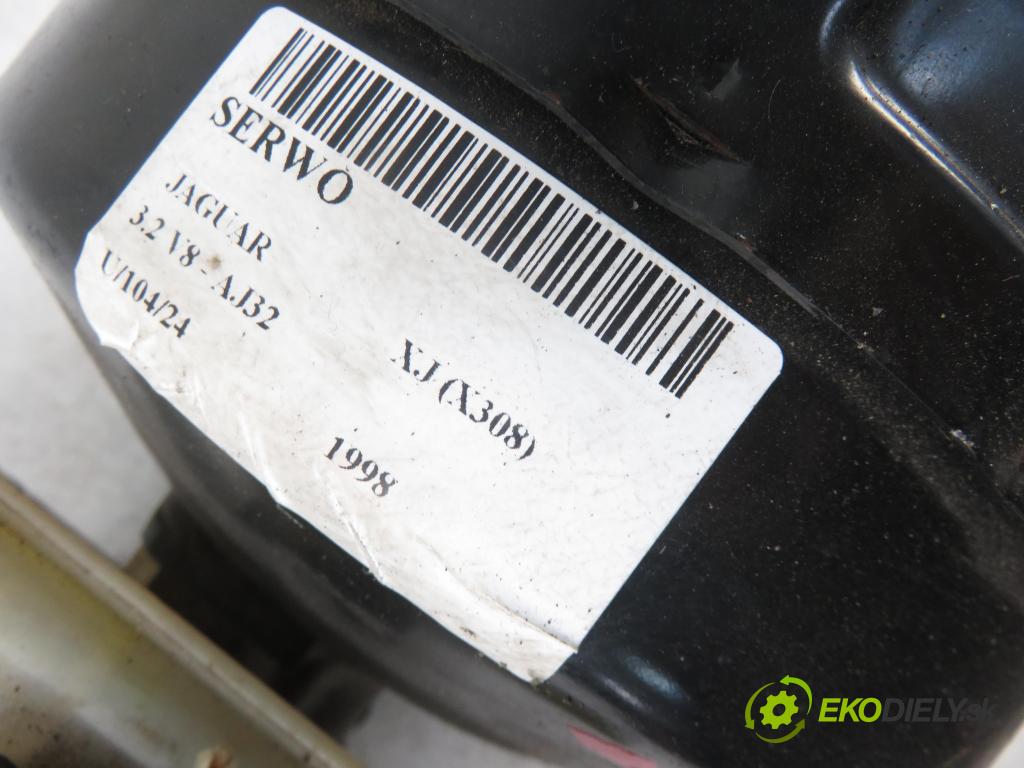 SERWO
JAGUAR
3.2 V8 - AJ32
U/104/24
XJ (X308)
1998
EKODIELY.sk